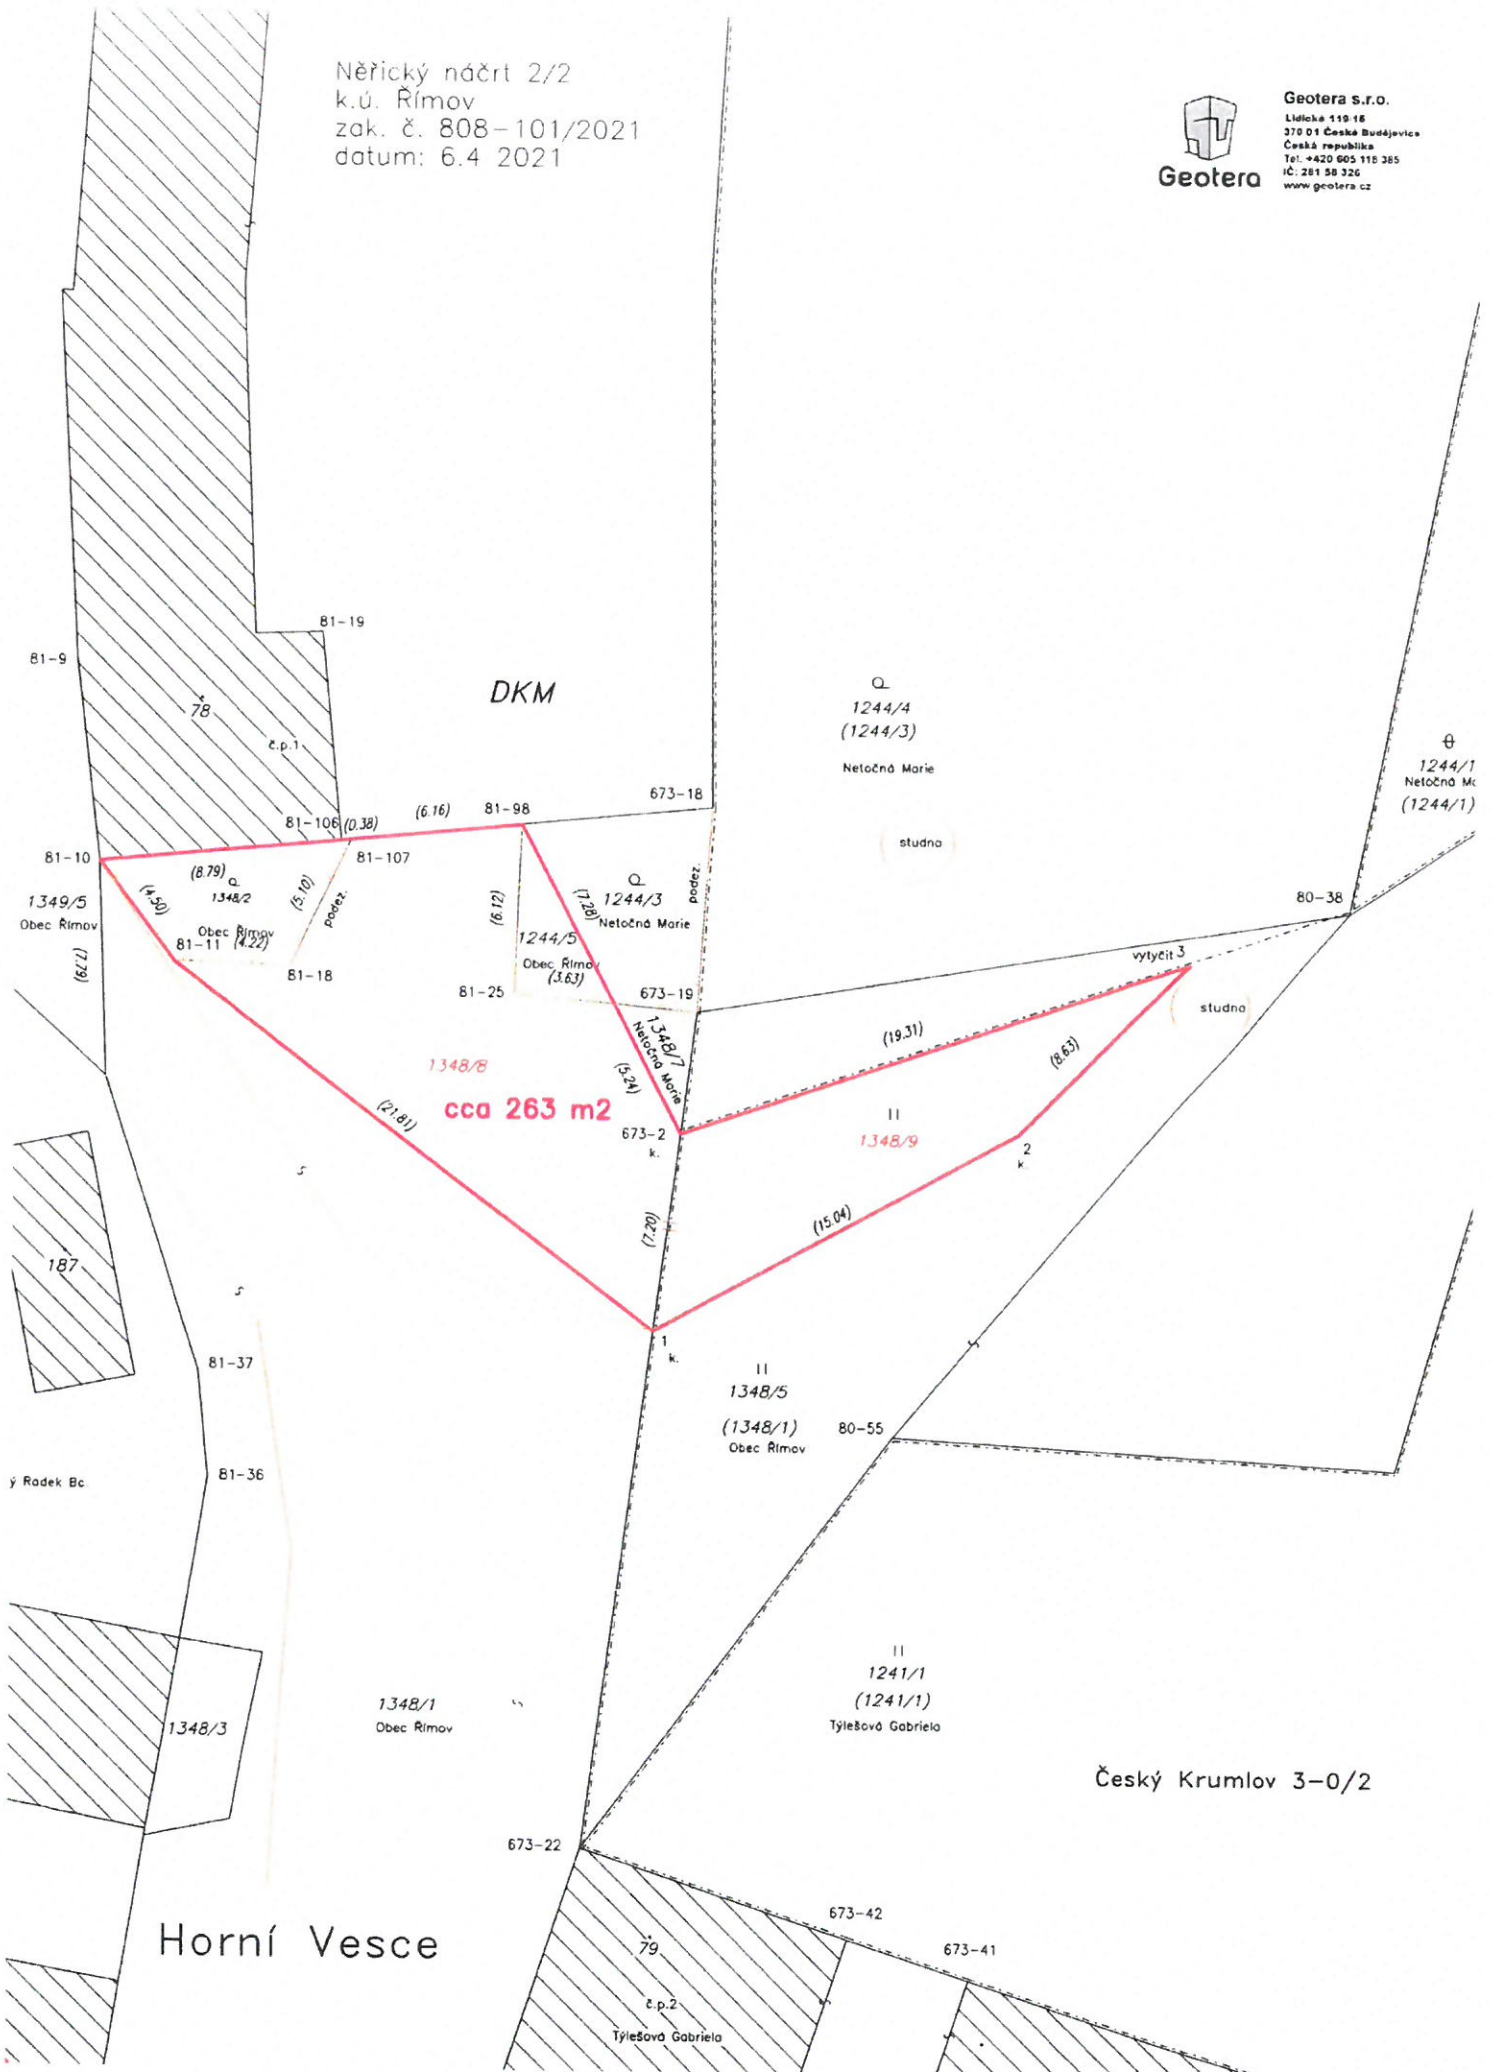 Něřický náčrt 2/2
k.ú. Římov
zak. č. 808-101/2021
datum: 6.4 2021
Geotera
Geotera s.r.o.
Lidická 119 15
370 01 České Budějovice
Česká republika
Tel. +420 605 118 385
IČ: 281 58 326
www geotera cz
81-19
81-9
78
č.p.1
DKM
Q
1244/4
(1244/3)
Netočná Marie
θ
1244/1
Netočná Mc
(1244/1)
673-18
81-98
(6.16)
81-106
(0.38)
81-10
81-107
studna
(8.79)
Q
1348/2
Obec Římov
(4.50)
(5.10)
podez.
(6.12)
(7.28)
Q
1244/3
Netočná Marie
podez.
80-38
1349/5
Obec Římov
(7.79)
81-11
(4.22)
81-18
1244/5
Obec Římo
(3.63)
81-25
673-19
vytyčit 3
studna
1348/7
Netočná Marie
(19.31)
(8.63)
1348/8
(5.24)
cca 263 m2
(21.81)
673-2
k.
II
1348/9
2
k.
(7.20)
(15.04)
187
1
k.
81-37
II
1348/5
(1348/1)
Obec Římov
80-55
81-36
ý Radek Bc
II
1241/1
(1241/1)
Týlešová Gabriela
1348/3
1348/1
Obec Římov
Český Krumlov 3-0/2
673-22
673-42
673-41
Horní Vesce
79
č.p.2
Týlešová Gabriela